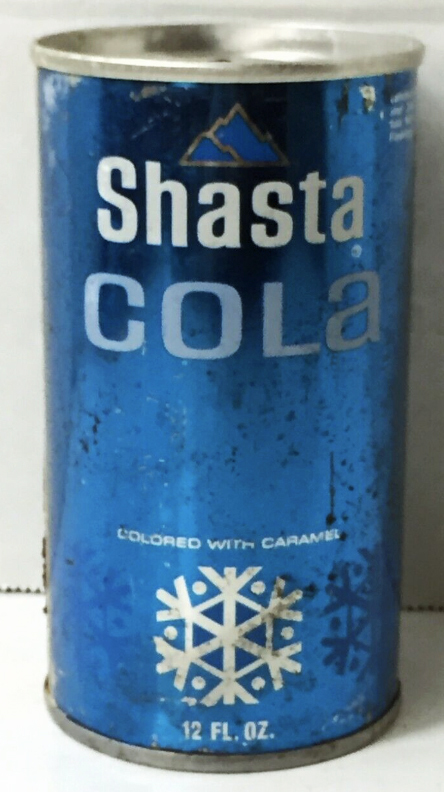 Shasta
COLa
COLORED WITH CARAMEL
12 FL. OZ.